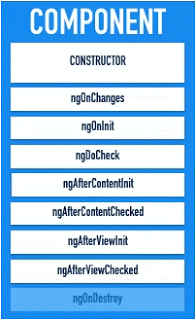 COMPONENT
CONSTRUCTOR
ngOnChanges
ngOnInit
ngDoCheck
ngAfterContentInit
ngAfterContentChecked
ngAfterViewInit
ngAfterViewChecked
ngOnDestroy